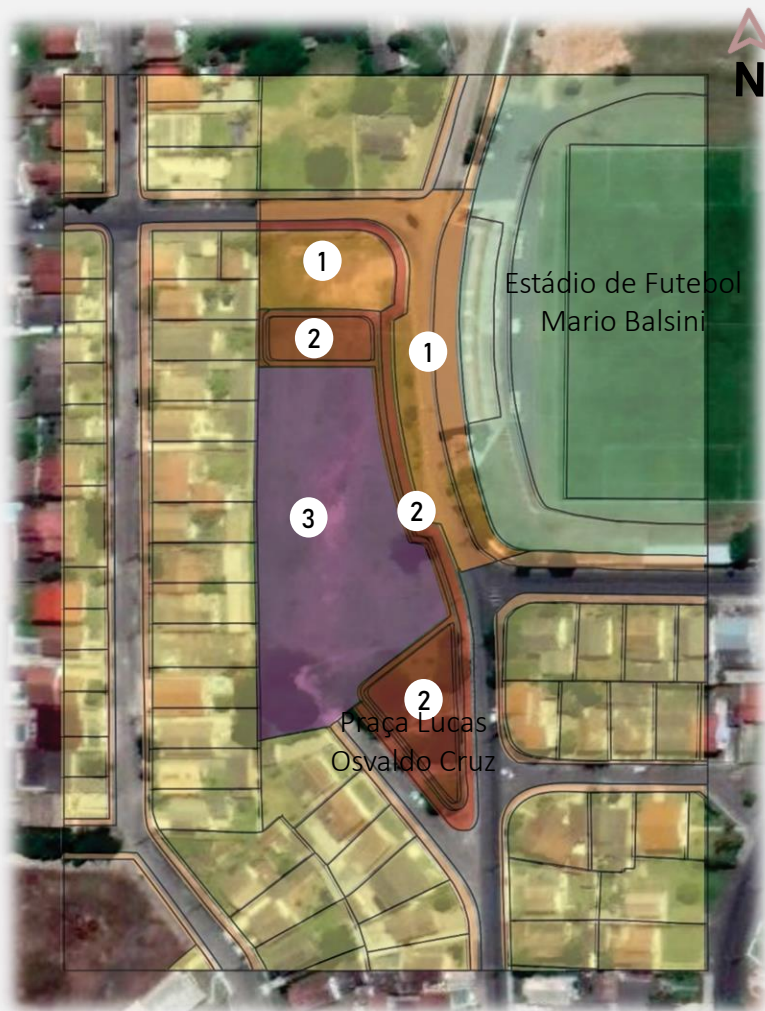 N
1
Estádio de Futebol
Mario Balsini
2
1
3
2
2
Praça Lucas
Osvaldo Cruz